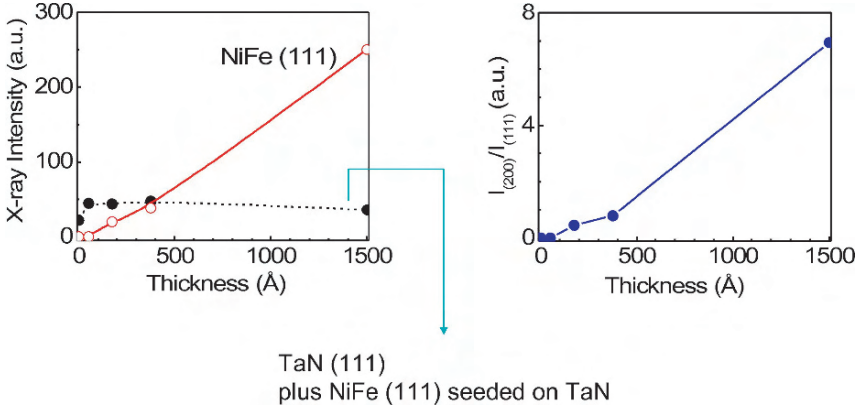 300
200
100
0
X-ray Intensity (a.u.)
NiFe (111)
0 500 1000 1500
Thickness (Å)
8
4
0
I(200)/I(111) (a.u.)
0 500 1000 1500
Thickness (Å)
TaN (111)
plus NiFe (111) seeded on TaN